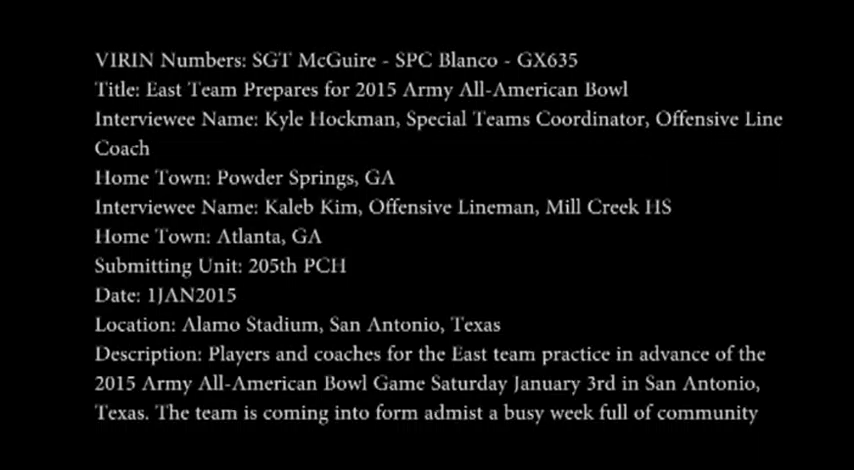 VIRIN Numbers: SGT McGuire - SPC Blanco - GX635
Title: East Team Prepares for 2015 Army All-American Bowl
Interviewee Name: Kyle Hockman, Special Teams Coordinator, Offensive Line
Coach
Home Town: Powder Springs, GA
Interviewee Name: Kaleb Kim, Offensive Lineman, Mill Creek HS
Home Town: Atlanta, GA
Submitting Unit: 205th PCH
Date: 1JAN2015
Location: Alamo Stadium, San Antonio, Texas
Description: Players and coaches for the East team practice in advance of the
2015 Army All-American Bowl Game Saturday January 3rd in San Antonio,
Texas. The team is coming into form admist a busy week full of community